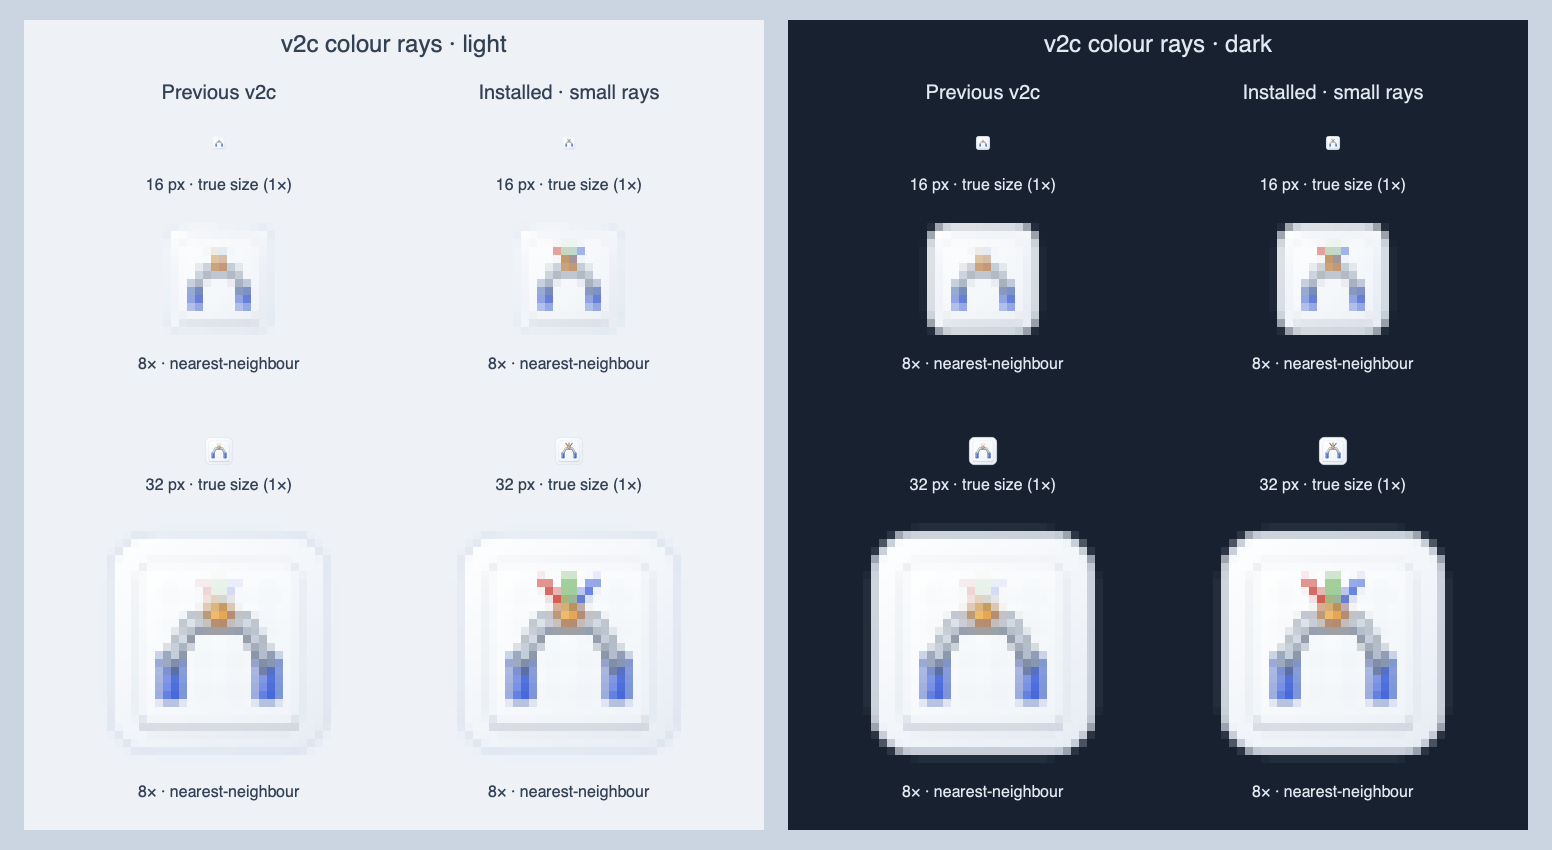 v2c colour rays · light
Previous v2c
Installed · small rays
16 px · true size (1×)
16 px · true size (1×)
8× · nearest-neighbour
8× · nearest-neighbour
32 px · true size (1×)
32 px · true size (1×)
8× · nearest-neighbour
8× · nearest-neighbour
v2c colour rays · dark
Previous v2c
Installed · small rays
16 px · true size (1×)
16 px · true size (1×)
8× · nearest-neighbour
8× · nearest-neighbour
32 px · true size (1×)
32 px · true size (1×)
8× · nearest-neighbour
8× · nearest-neighbour